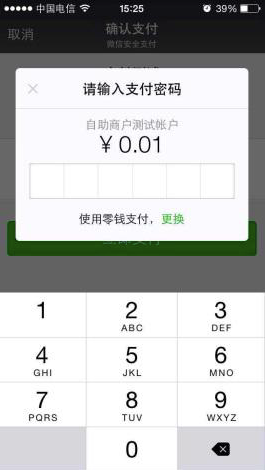 中国电信
15:25
39%
取消
确认支付
微信安全支付
请输入支付密码
自助商户测试帐户
¥ 0.01
使用零钱支付，更换
1
2
3
ABC
DEF
4
5
6
GHI
JKL
MNO
7
8
9
PQRS
TUV
WXYZ
0